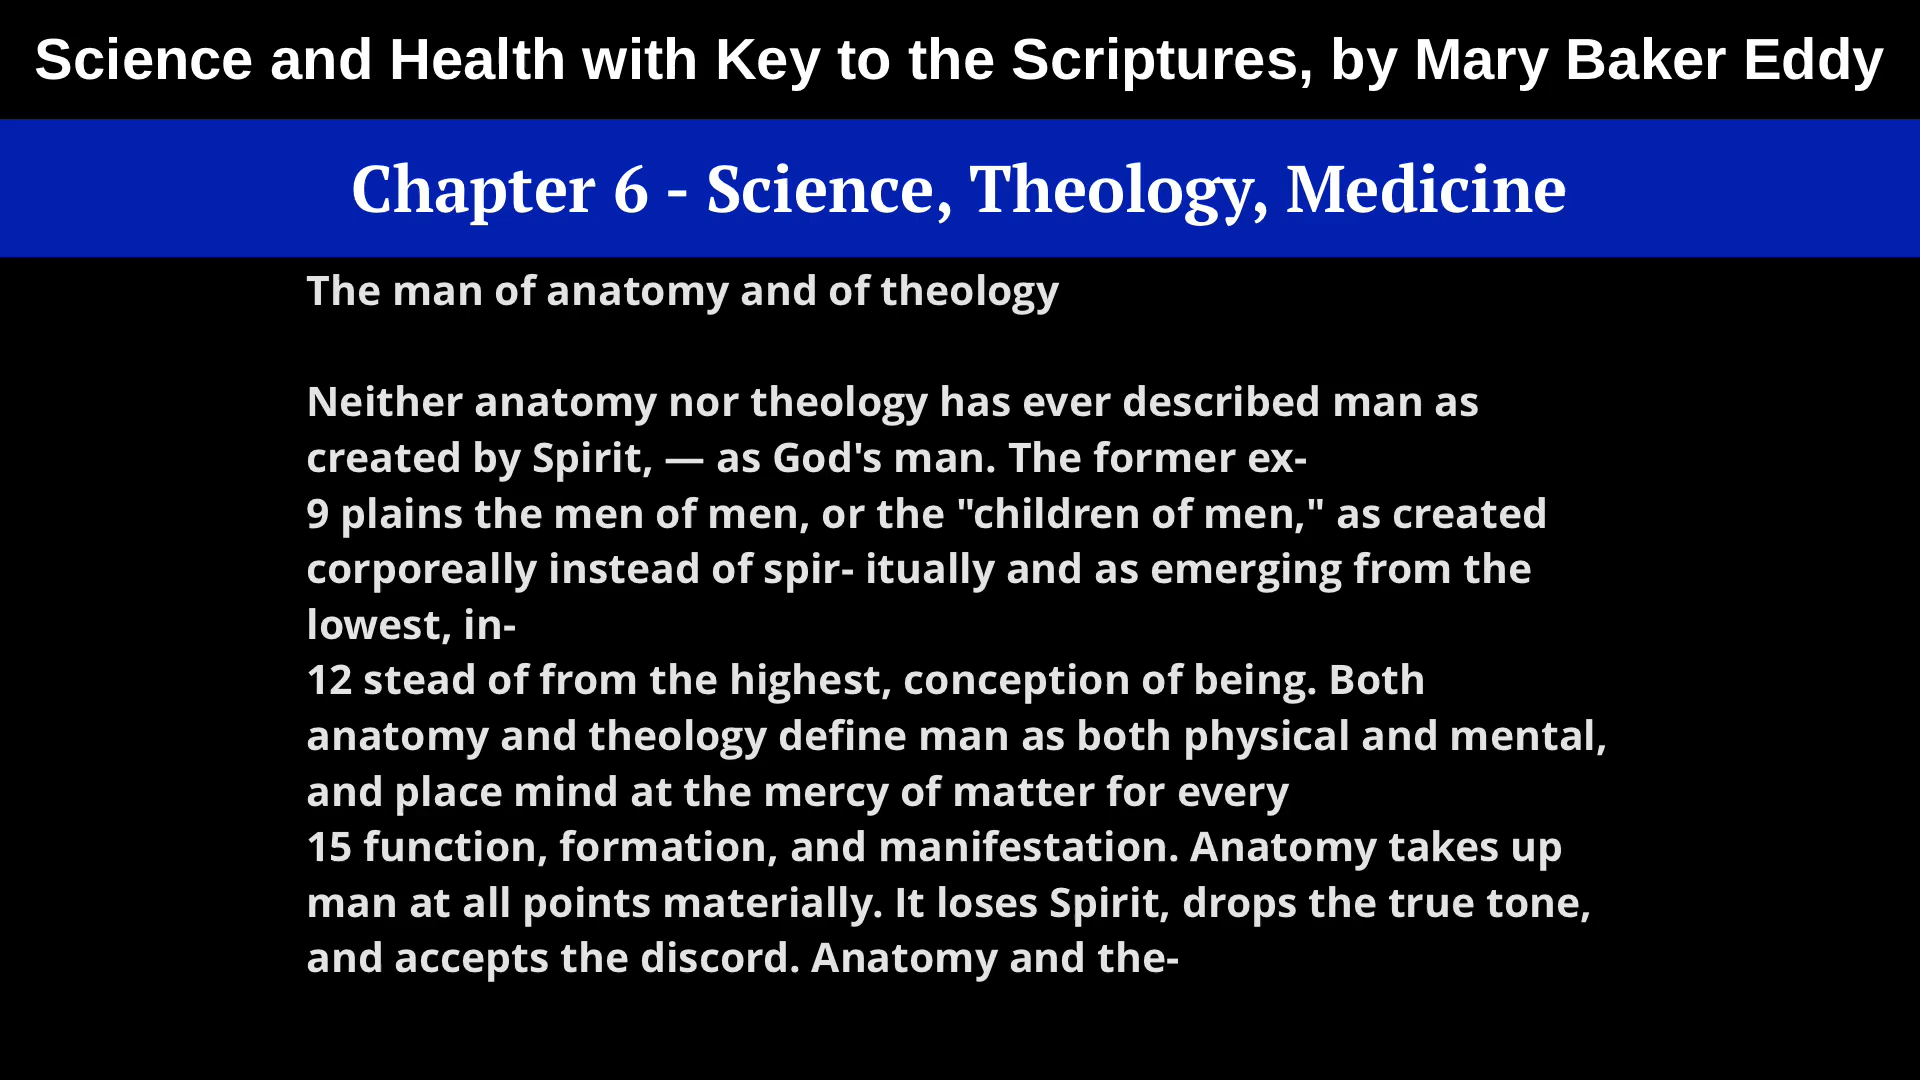 Science and Health with Key to the Scriptures, by Mary Baker Eddy
Chapter 6 - Science, Theology, Medicine
The man of anatomy and of theology
Neither anatomy nor theology has ever described man as
created by Spirit, — as God's man. The former ex-
9 plains the men of men, or the "children of men," as created
corporeally instead of spir- itually and as emerging from the
lowest, in-
12 stead of from the highest, conception of being. Both
anatomy and theology define man as both physical and mental,
and place mind at the mercy of matter for every
15 function, formation, and manifestation. Anatomy takes up
man at all points materially. It loses Spirit, drops the true tone,
and accepts the discord. Anatomy and the-